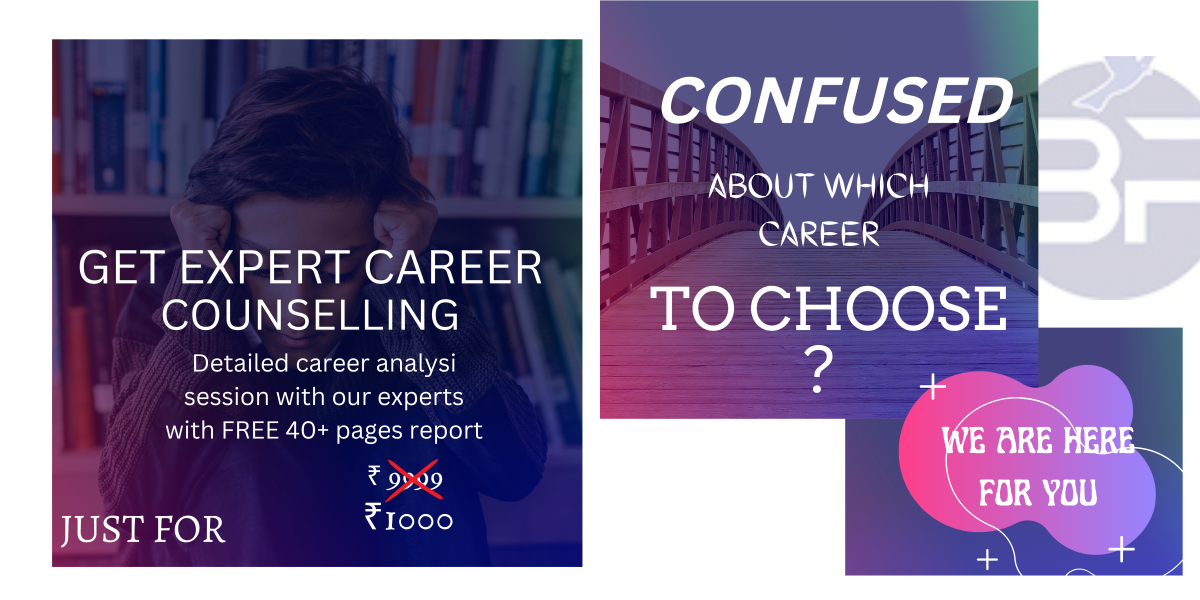 GET EXPERT CAREER
COUNSELLING
Detailed career analysi
session with our experts
with FREE 40+ pages report
₹ 9999
JUST FOR ₹1000
CONFUSED
ABOUT WHICH
CAREER
TO CHOOSE
?
BF
WE ARE HERE
FOR YOU